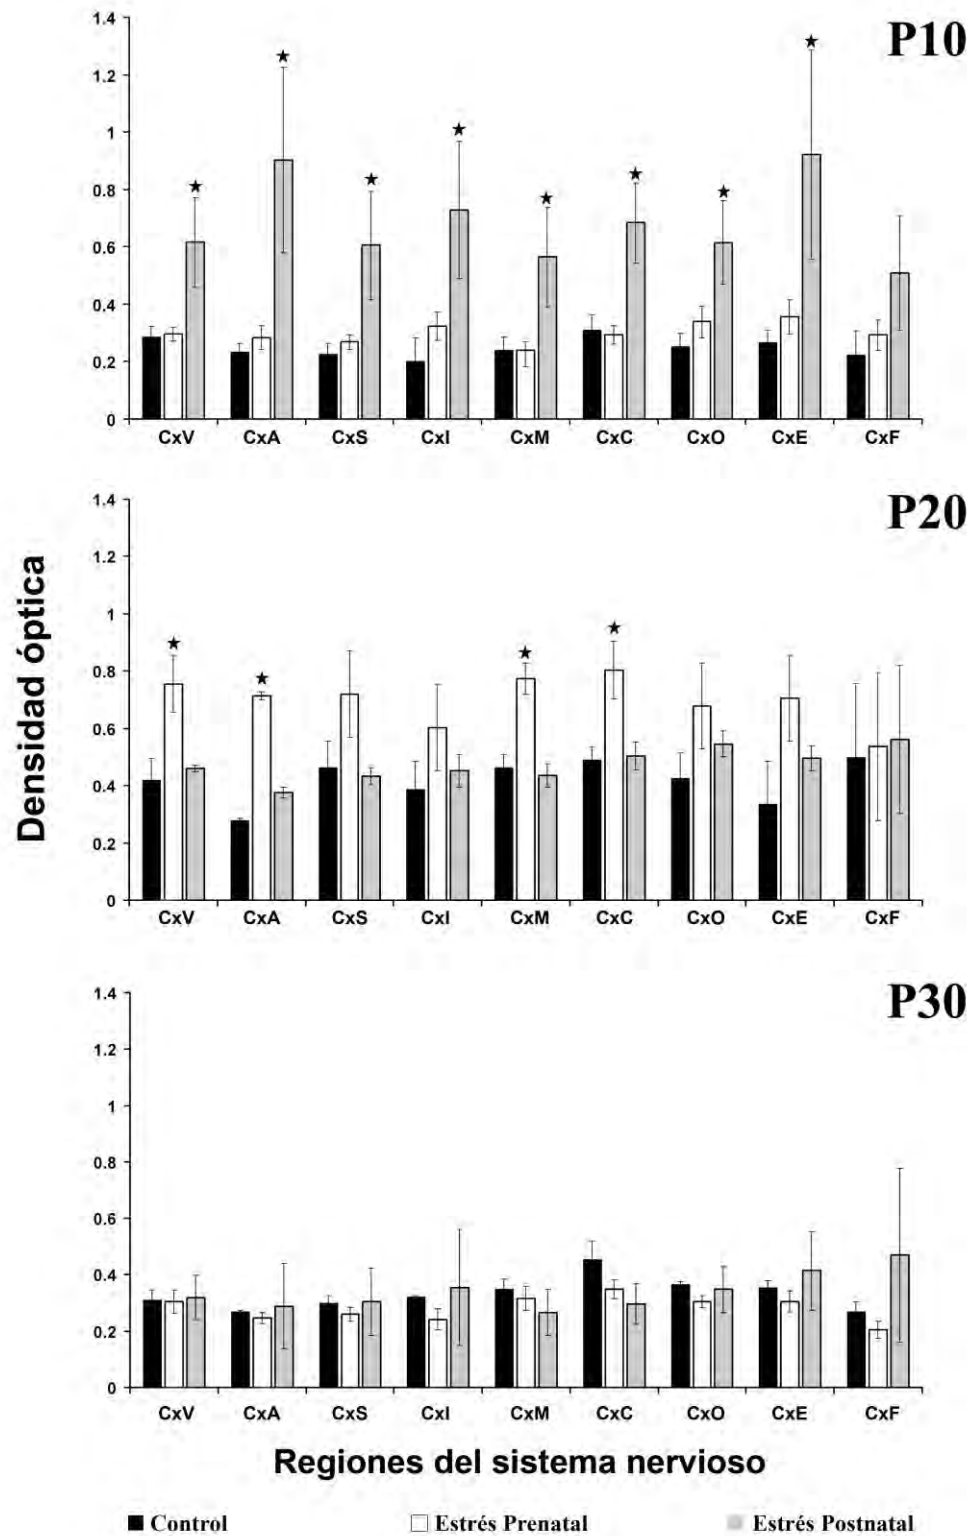 P10
1.4
1.2
1
0.8
0.6
0.4
0.2
0
CxV CxA CxS CxI CxM CxC CxO CxE CxF
P20
1.4
1.2
1
0.8
0.6
0.4
0.2
0
CxV CxA CxS CxI CxM CxC CxO CxE CxF
Densidad óptica
P30
1.4
1.2
1
0.8
0.6
0.4
0.2
0
CxV CxA CxS CxI CxM CxC CxO CxE CxF
Regiones del sistema nervioso
Control Estrés Prenatal Estrés Postnatal